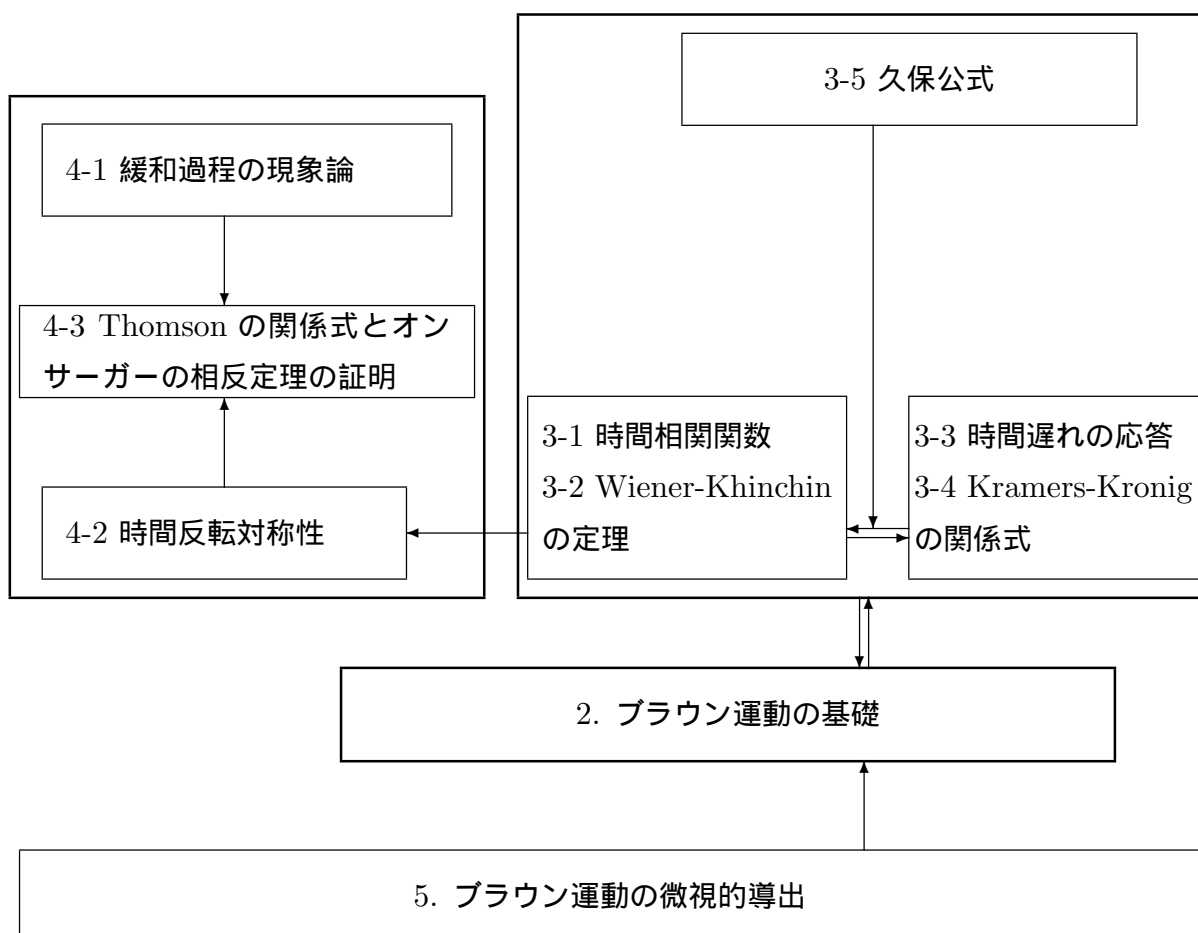 3-5 久保公式
4-1 緩和過程の現象論
4-3 Thomson の関係式とオン
サーガーの相反定理の証明
4-2 時間反転対称性
3-1 時間相関関数
3-2 Wiener-Khinchin
の定理
3-3 時間遅れの応答
3-4 Kramers-Kronig
の関係式
2. ブラウン運動の基礎
5. ブラウン運動の微視的導出